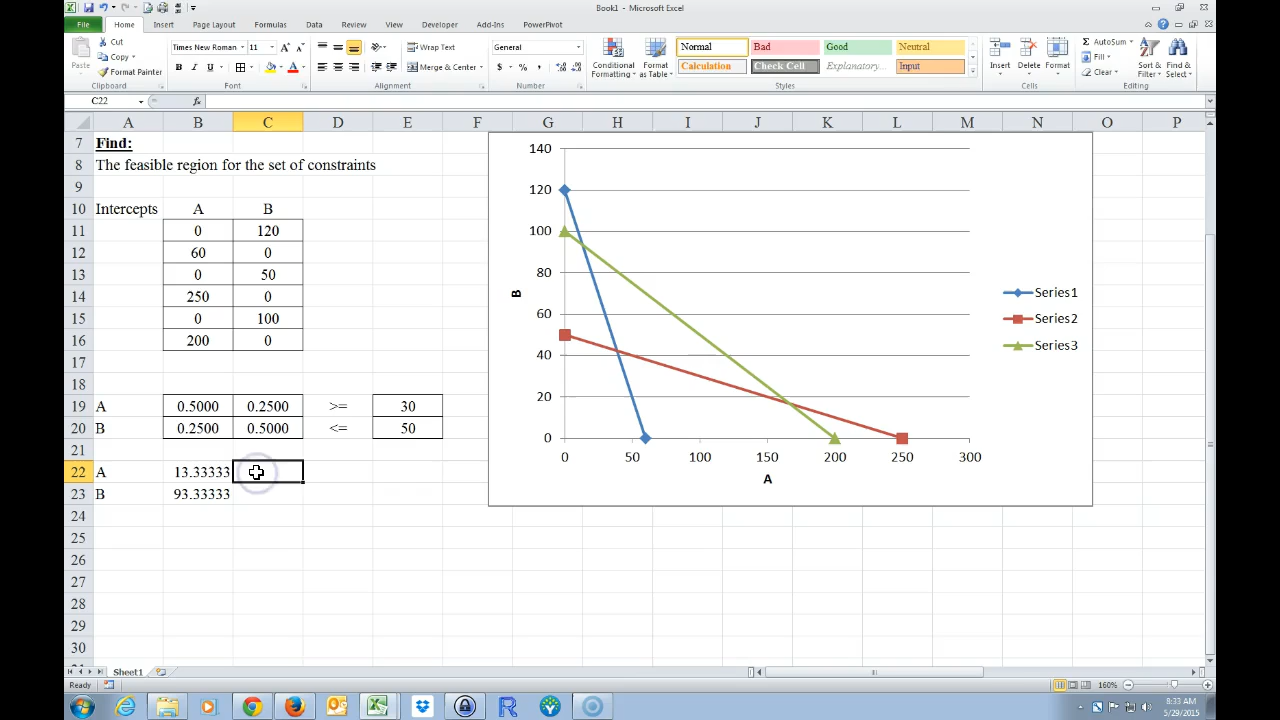 Book1 - Microsoft Excel
File Home Insert Page Layout Formulas Data Review View Developer Add-Ins PowerPivot
Cut
Copy
Format Painter
Paste
Clipboard
Times New Roman 11
B I U
Font
Wrap Text
Merge & Center
Alignment
General
$ % ,
Number
Conditional Formatting
Format as Table
Normal Bad Good Neutral
Calculation Check Cell Explanatory... Input
Styles
Insert Delete Format
Cells
AutoSum
Fill
Clear
Sort & Filter
Find & Select
Editing
C22 fx
A B C D E F G H I J K L M N O P
7 Find:
8 The feasible region for the set of constraints
9
10 Intercepts A B
11 0 120
12 60 0
13 0 50
14 250 0
15 0 100
16 200 0
17
18
19 A 0.5000 0.2500 >= 30
20 B 0.2500 0.5000 <= 50
21
22 A 13.33333
23 B 93.33333
24
25
26
27
28
29
30
140
120
100
80
60
40
20
0
B
0 50 100 150 200 250 300
A
Series1
Series2
Series3
Sheet1
Ready
160%
8:33 AM
5/29/2015